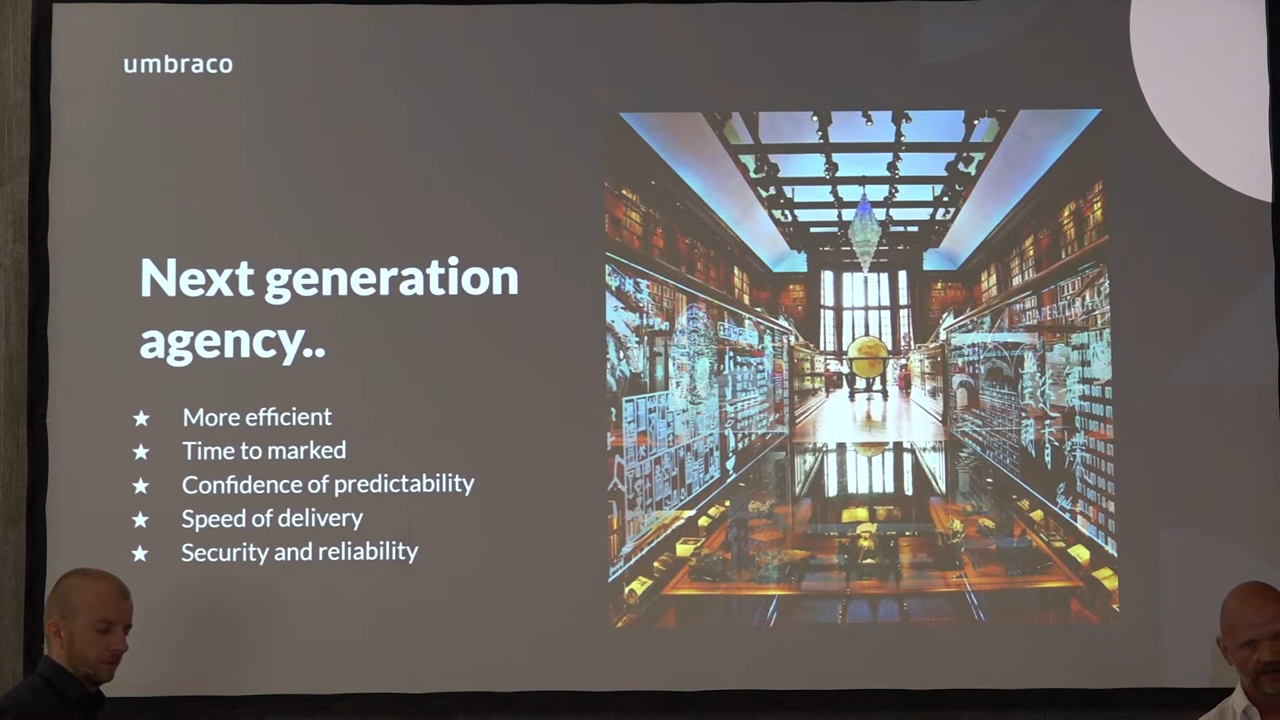 umbraco
Next generation
agency..
★ More efficient
★ Time to marked
★ Confidence of predictability
★ Speed of delivery
★ Security and reliability